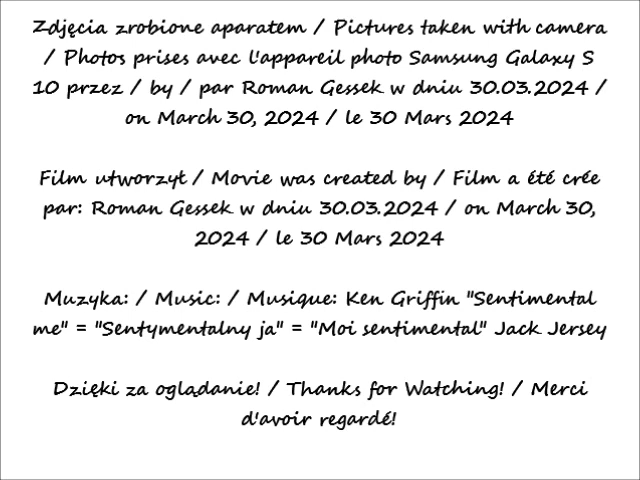 Zdjęcia zrobione aparatem / Pictures taken with camera
/ Photos prises avec l'appareil photo Samsung Galaxy S
10 przez / by / par Roman Gessek w dniu 30.03.2024 /
on March 30, 2024 / le 30 Mars 2024
Film utworzył / Movie was created by / Film a été crée
par: Roman Gessek w dniu 30.03.2024 / on March 30,
2024 / le 30 Mars 2024
Muzyka: / Music: / Musique: Ken Griffin "Sentimental
me" = "Sentymentalny ja" = "Moi sentimental" Jack Jersey
Dzięki za oglądanie! / Thanks for Watching! / Merci
d'avoir regardé!